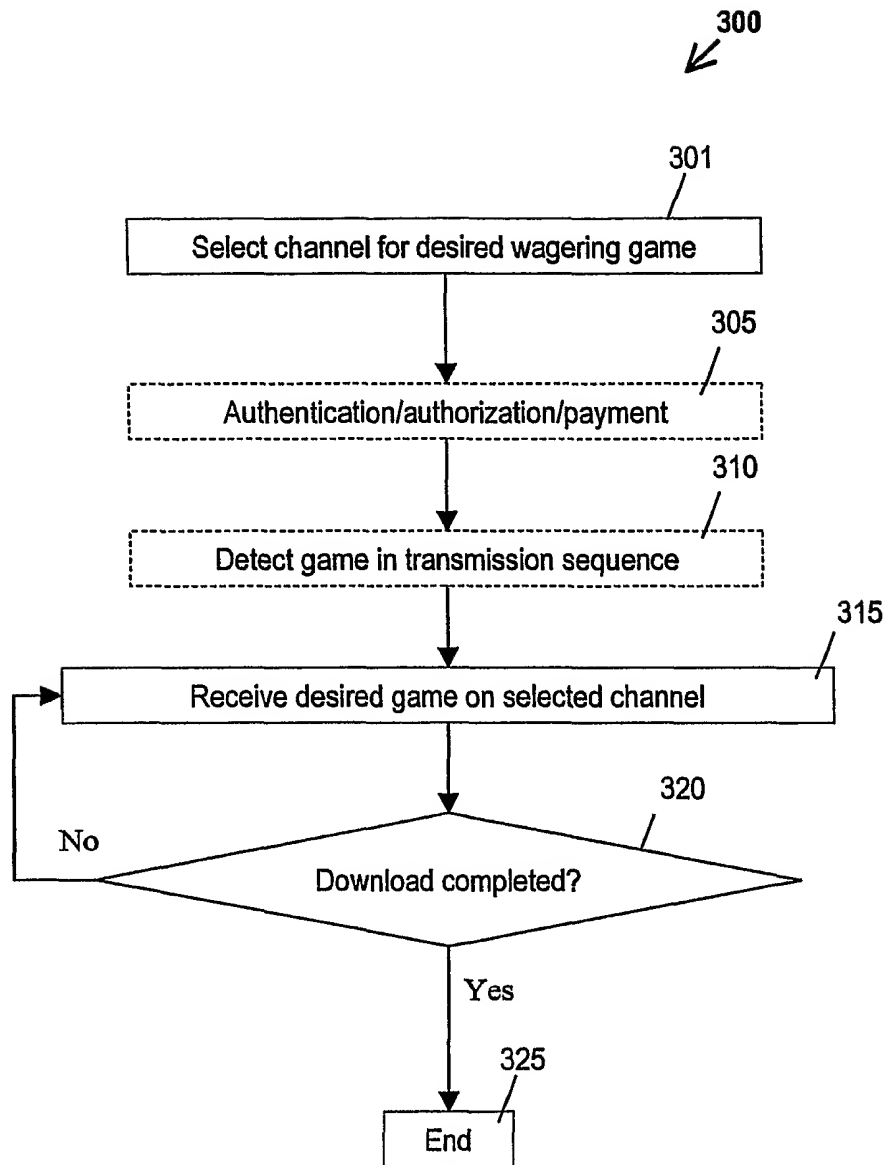 300
301
Select channel for desired wagering game
305
Authentication/authorization/payment
310
Detect game in transmission sequence
315
Receive desired game on selected channel
320
No
Download completed?
Yes
325
End